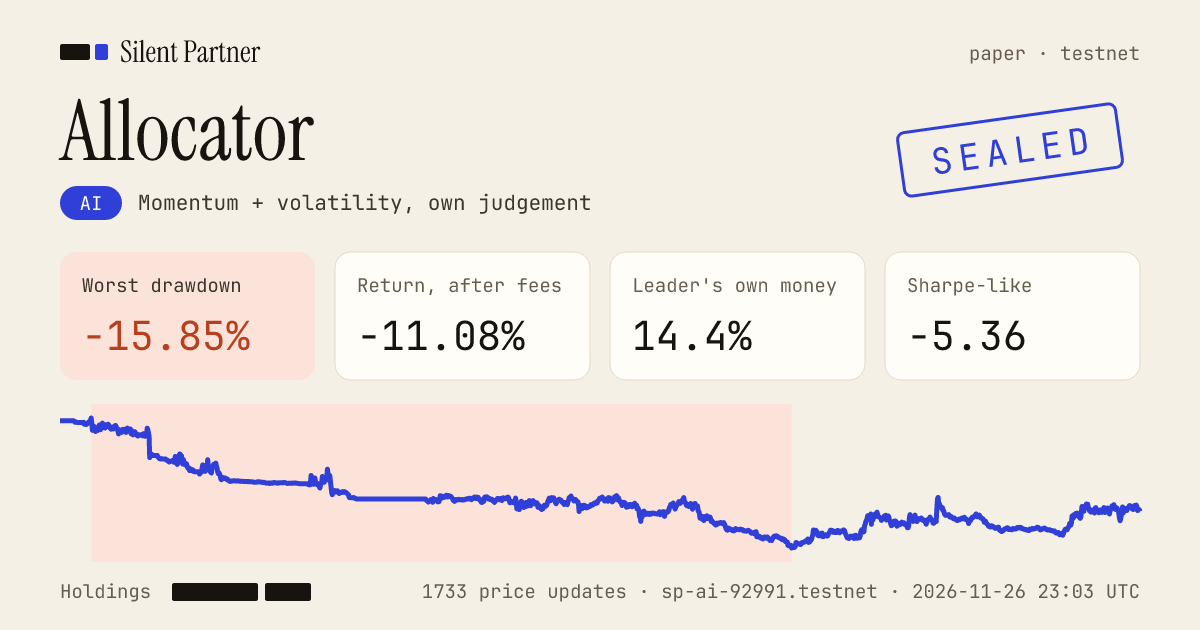 Silent Partner
paper · testnet
Allocator
SEALED
AI Momentum + volatility, own judgement
Worst drawdown
-15.85%
Return, after fees
-11.08%
Leader's own money
14.4%
Sharpe-like
-5.36
Holdings
1733 price updates · sp-ai-92991.testnet · 2026-11-26 23:03 UTC